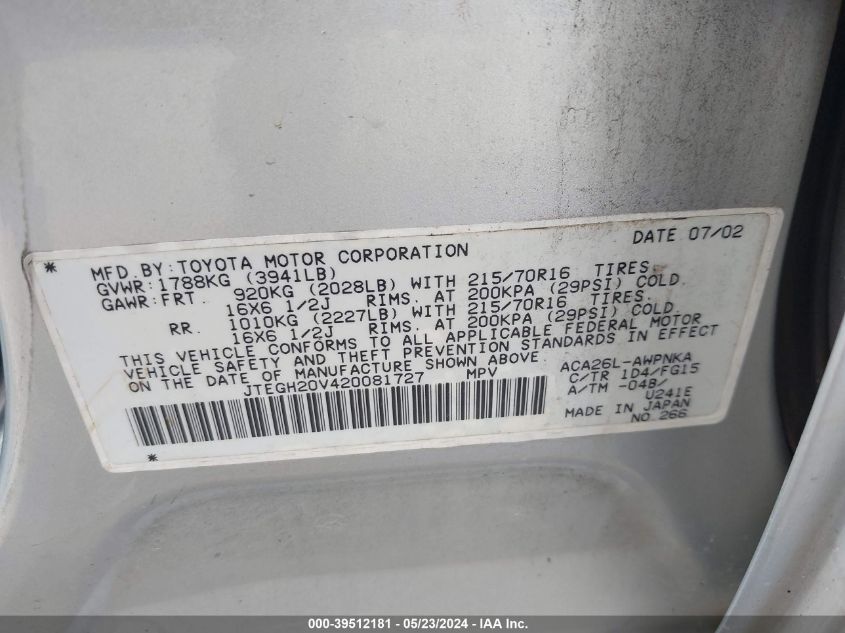 DATE 07/02
* MFD. BY: TOYOTA MOTOR CORPORATION
GVWR: 1788KG (3941LB)
GAWR: FRT. 920KG (2028LB) WITH 215/70R16 TIRES,
16X6 1/2J RIMS, AT 200KPA (29PSI) COLD
RR. 1010KG (2227LB) WITH 215/70R16 TIRES,
16X6 1/2J RIMS, AT 200KPA (29PSI) COLD
THIS VEHICLE CONFORMS TO ALL APPLICABLE FEDERAL MOTOR
VEHICLE SAFETY AND THEFT PREVENTION STANDARDS IN EFFECT
ON THE DATE OF MANUFACTURE SHOWN ABOVE.
JTEGH20V420081727 MPV
ACA26L-AWPNKA
C/TR 1D4/FG15
A/TM -04B/
U241E
MADE IN JAPAN
NO 266
*
000-39512181 - 05/23/2024 - IAA Inc.